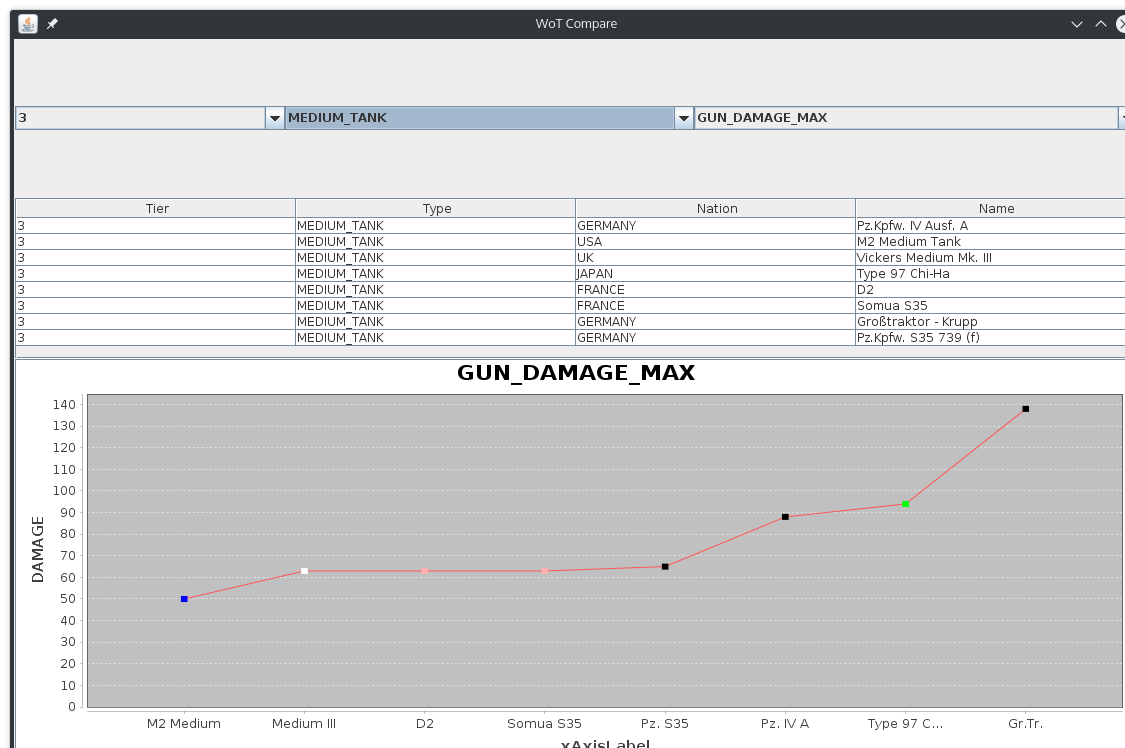 WoT Compare
3 MEDIUM_TANK GUN_DAMAGE_MAX
Tier Type Nation Name
3 MEDIUM_TANK GERMANY Pz.Kpfw. IV Ausf. A
3 MEDIUM_TANK USA M2 Medium Tank
3 MEDIUM_TANK UK Vickers Medium Mk. III
3 MEDIUM_TANK JAPAN Type 97 Chi-Ha
3 MEDIUM_TANK FRANCE D2
3 MEDIUM_TANK FRANCE Somua S35
3 MEDIUM_TANK GERMANY Großtraktor - Krupp
3 MEDIUM_TANK GERMANY Pz.Kpfw. S35 739 (f)
GUN_DAMAGE_MAX
140
130
120
110
100
90
80
70
60
50
40
30
20
10
0
DAMAGE
M2 Medium Medium III D2 Somua S35 Pz. S35 Pz. IV A Type 97 C... Gr.Tr.
xAxisLabel